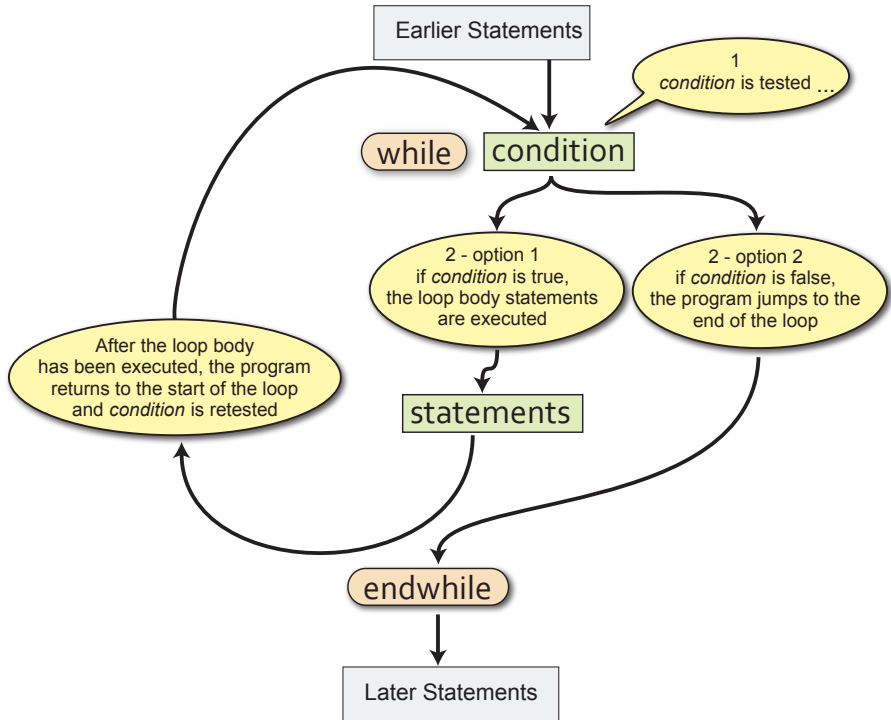 Earlier Statements
1
condition is tested ...
while
condition
2 - option 1
if condition is true,
the loop body statements
are executed
2 - option 2
if condition is false,
the program jumps to the
end of the loop
After the loop body
has been executed, the program
returns to the start of the loop
and condition is retested
statements
endwhile
Later Statements